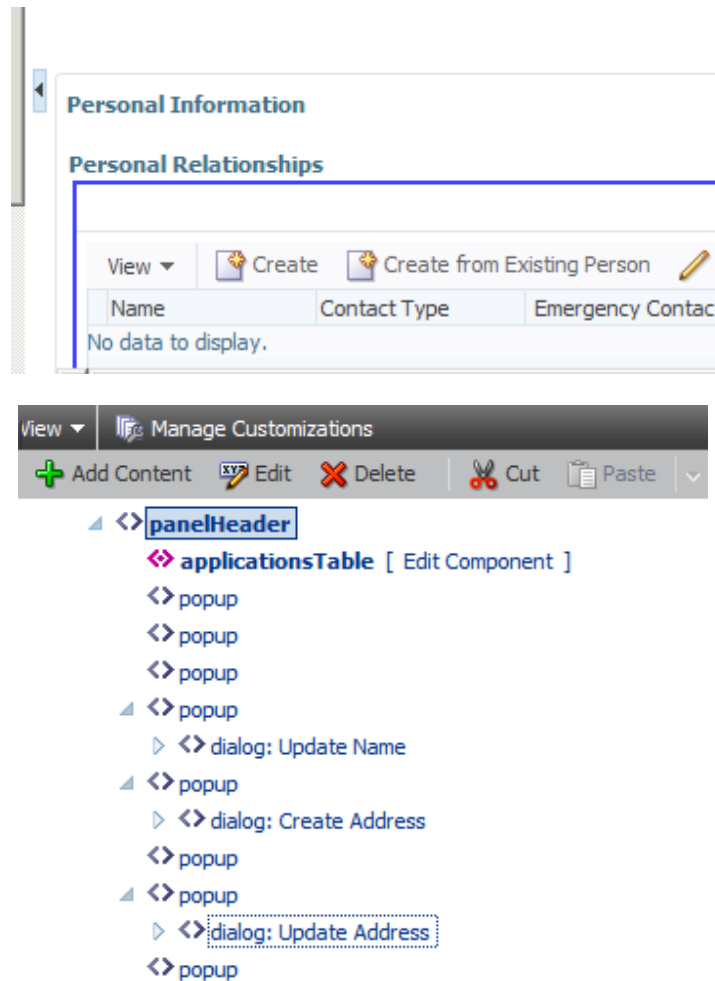 Personal Information
Personal Relationships
View Create Create from Existing Person
Name Contact Type Emergency Contac
No data to display.
View Manage Customizations
Add Content Edit Delete Cut Paste
panelHeader
applicationsTable [ Edit Component ]
popup
popup
popup
popup
dialog: Update Name
popup
dialog: Create Address
popup
popup
dialog: Update Address
popup